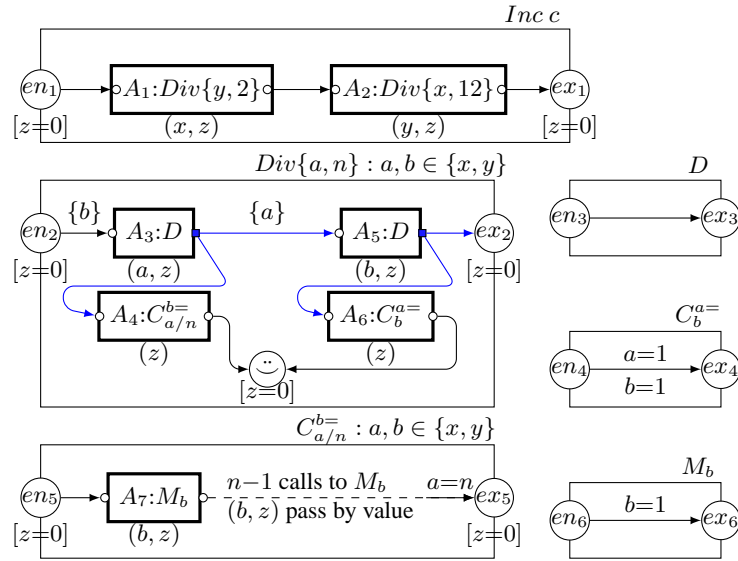 Inc c
en₁ A₁:Div{y, 2} A₂:Div{x, 12} ex₁
[z=0] (x, z) (y, z) [z=0]
Div{a, n} : a, b ∈ {x, y}
en₂ {b} A₃:D {a} A₅:D ex₂
[z=0] (a, z) (b, z) [z=0]
A₄:C^{b=}_{a/n} A₆:C^{a=}_b
(z) (z)
[z=0]
D
en₃ ex₃
C^{a=}_b
en₄ a=1 ex₄
b=1
C^{b=}_{a/n} : a, b ∈ {x, y}
en₅ A₇:M_b n−1 calls to M_b a=n ex₅
[z=0] (b, z) (b, z) pass by value [z=0]
M_b
en₆ b=1 ex₆